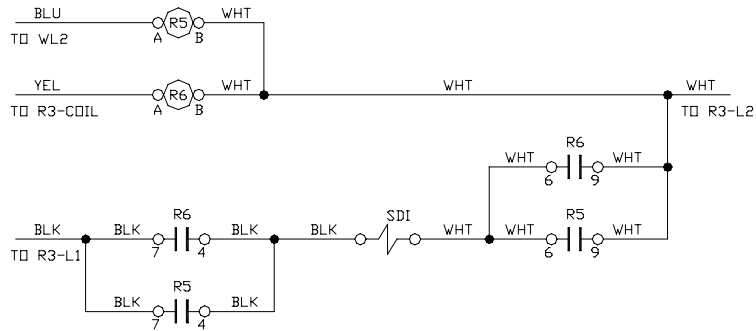 BLU R5 WHT
TO WL2 A B
YEL R6 WHT WHT WHT
TO R3-COIL A B TO R3-L2
R6
WHT WHT
6 9
R6 SDI R5
BLK BLK BLK BLK WHT WHT WHT
TO R3-L1 7 4 6 9
R5
BLK BLK
7 4